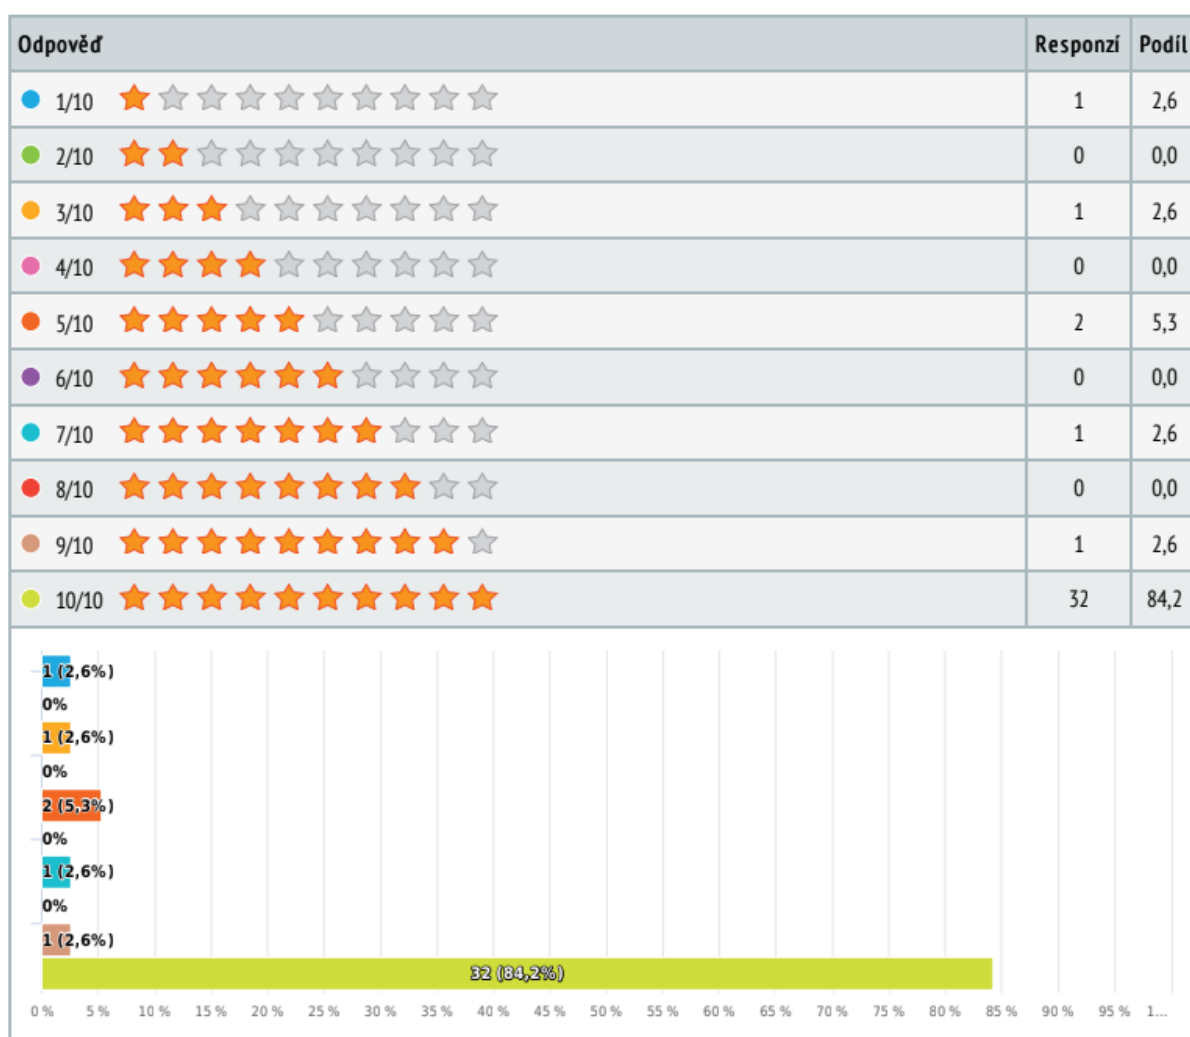 Odpověď Responzí Podíl
1/10 1 2,6
2/10 0 0,0
3/10 1 2,6
4/10 0 0,0
5/10 2 5,3
6/10 0 0,0
7/10 1 2,6
8/10 0 0,0
9/10 1 2,6
10/10 32 84,2
1 (2,6%)
0%
1 (2,6%)
0%
2 (5,3%)
0%
1 (2,6%)
0%
1 (2,6%)
32 (84,2%)
0 % 5 % 10 % 15 % 20 % 25 % 30 % 35 % 40 % 45 % 50 % 55 % 60 % 65 % 70 % 75 % 80 % 85 % 90 % 95 % 1...